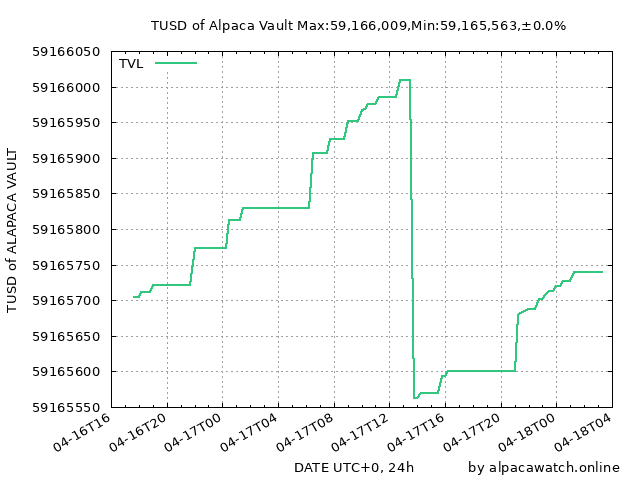 TUSD of Alpaca Vault Max:59,166,009,Min:59,165,563,±0.0%
TVL
59166050
59166000
59165950
59165900
59165850
59165800
59165750
59165700
59165650
59165600
59165550
TUSD of ALAPACA VAULT
04-16T16
04-16T20
04-17T00
04-17T04
04-17T08
04-17T12
04-17T16
04-17T20
04-18T00
04-18T04
DATE UTC+0, 24h
by alpacawatch.online